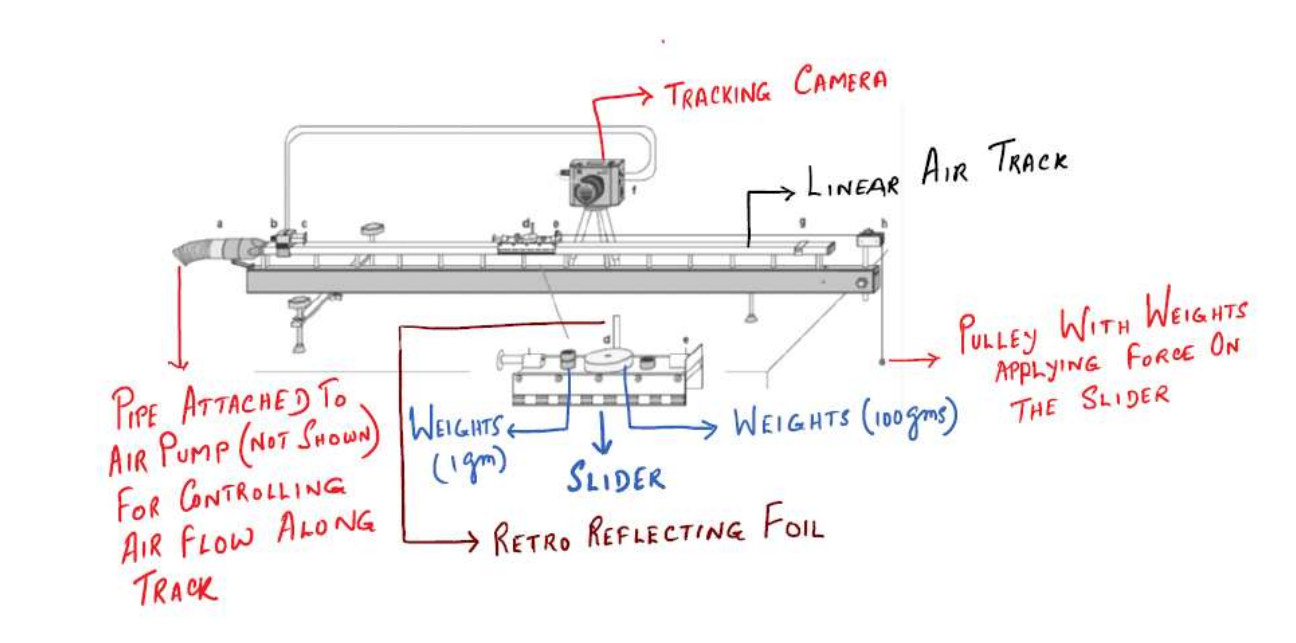 TRACKING CAMERA
LINEAR AIR TRACK
a
b
c
d
e
f
g
h
PULLEY WITH WEIGHTS
APPLYING FORCE ON
THE SLIDER
d
e
PIPE ATTACHED TO
AIR PUMP (NOT SHOWN)
FOR CONTROLLING
AIR FLOW ALONG
TRACK
WEIGHTS
(1gm)
SLIDER
WEIGHTS (100gms)
RETRO REFLECTING FOIL